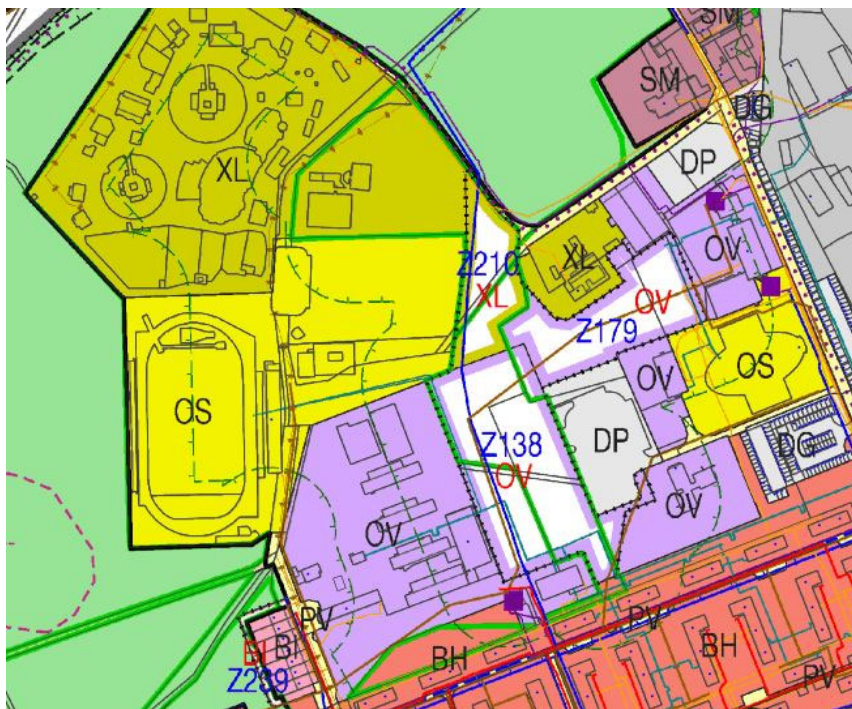 SM
SM
DG
DP
XL
OV
Z210
XL
XL
OV
Z179
OS
OV
OS
DP
Z138
OV
DG
OV
OV
PV
BI
BI
Z239
BH
PV
BH
PV